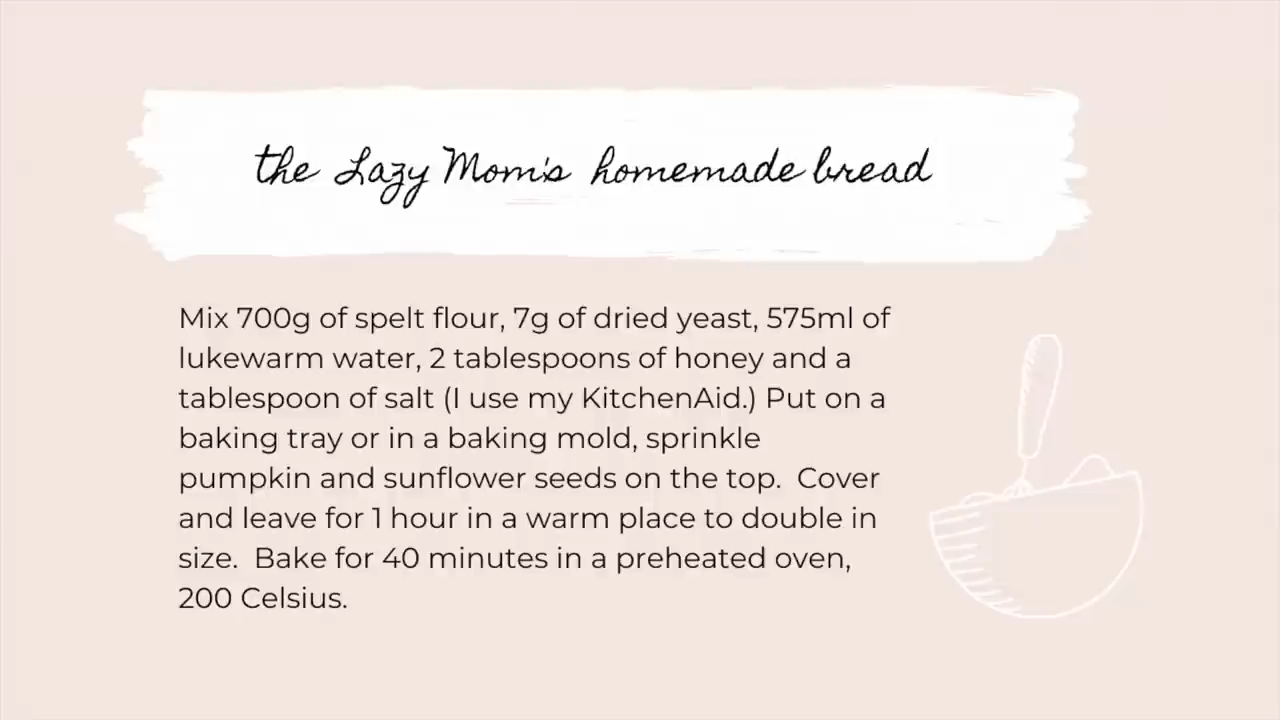 the Lazy Mom's homemade bread
Mix 700g of spelt flour, 7g of dried yeast, 575ml of
lukewarm water, 2 tablespoons of honey and a
tablespoon of salt (I use my KitchenAid.) Put on a
baking tray or in a baking mold, sprinkle
pumpkin and sunflower seeds on the top.  Cover
and leave for 1 hour in a warm place to double in
size.  Bake for 40 minutes in a preheated oven,
200 Celsius.